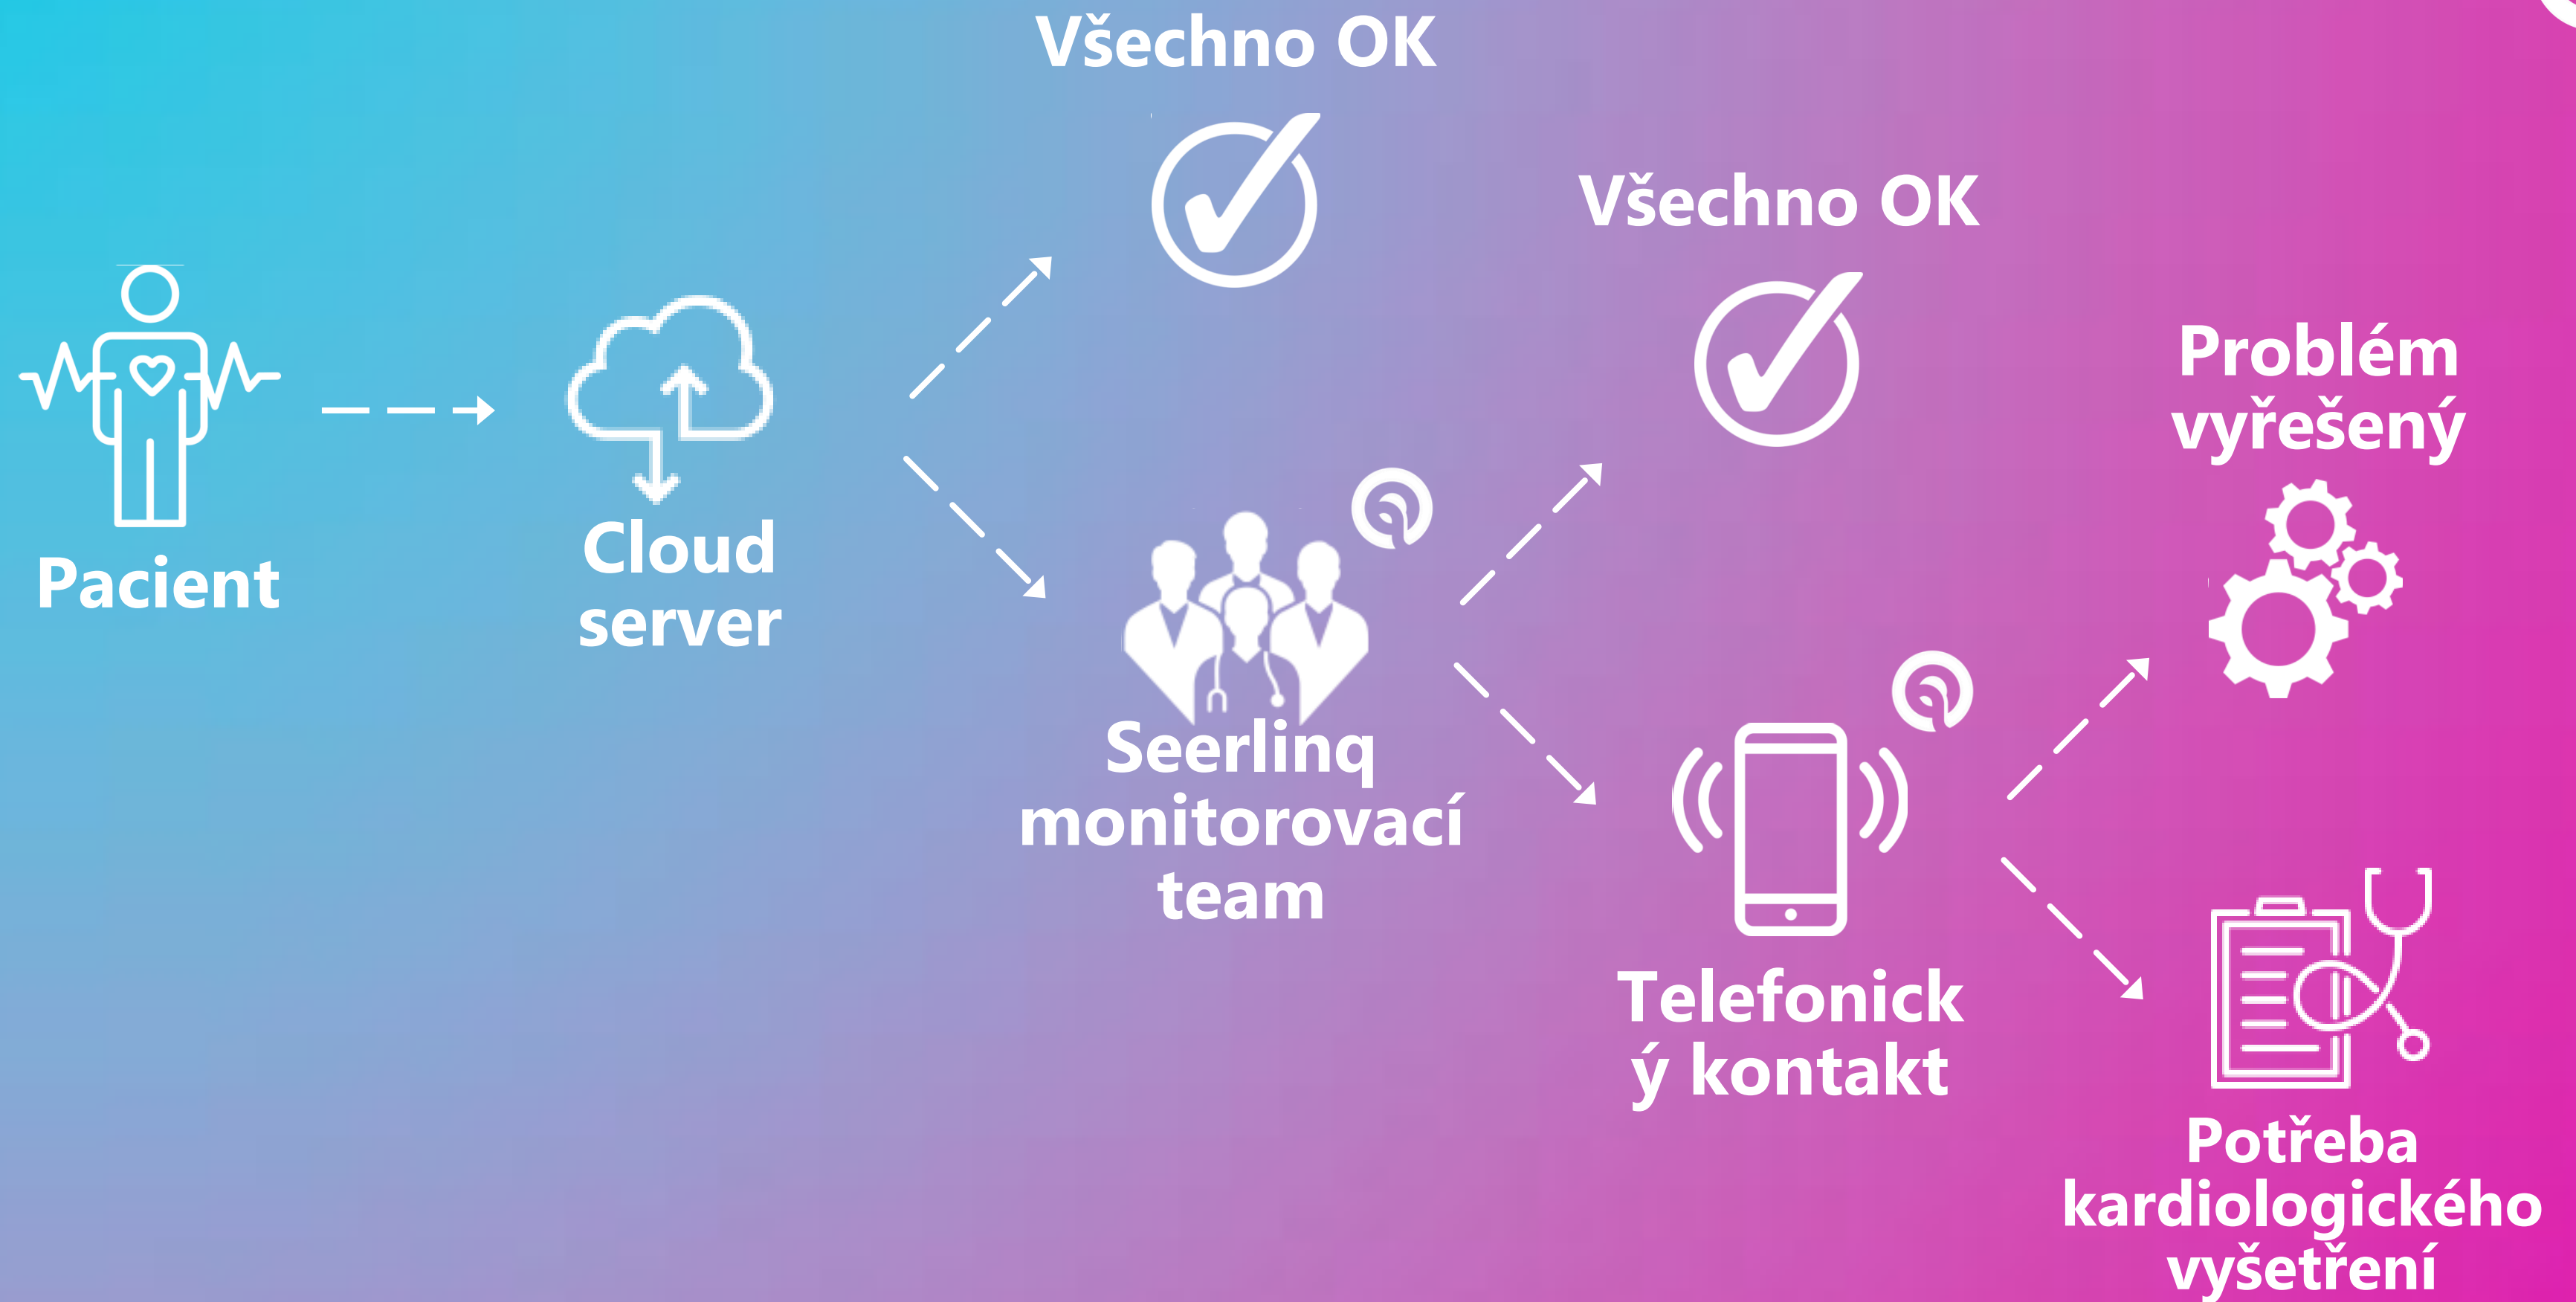 Všechno OK
Všechno OK
Problém
vyřešený
Pacient
Cloud
server
Seerlinq
monitorovací
team
Telefonick
ý kontakt
Potřeba
kardiologického
vyšetření